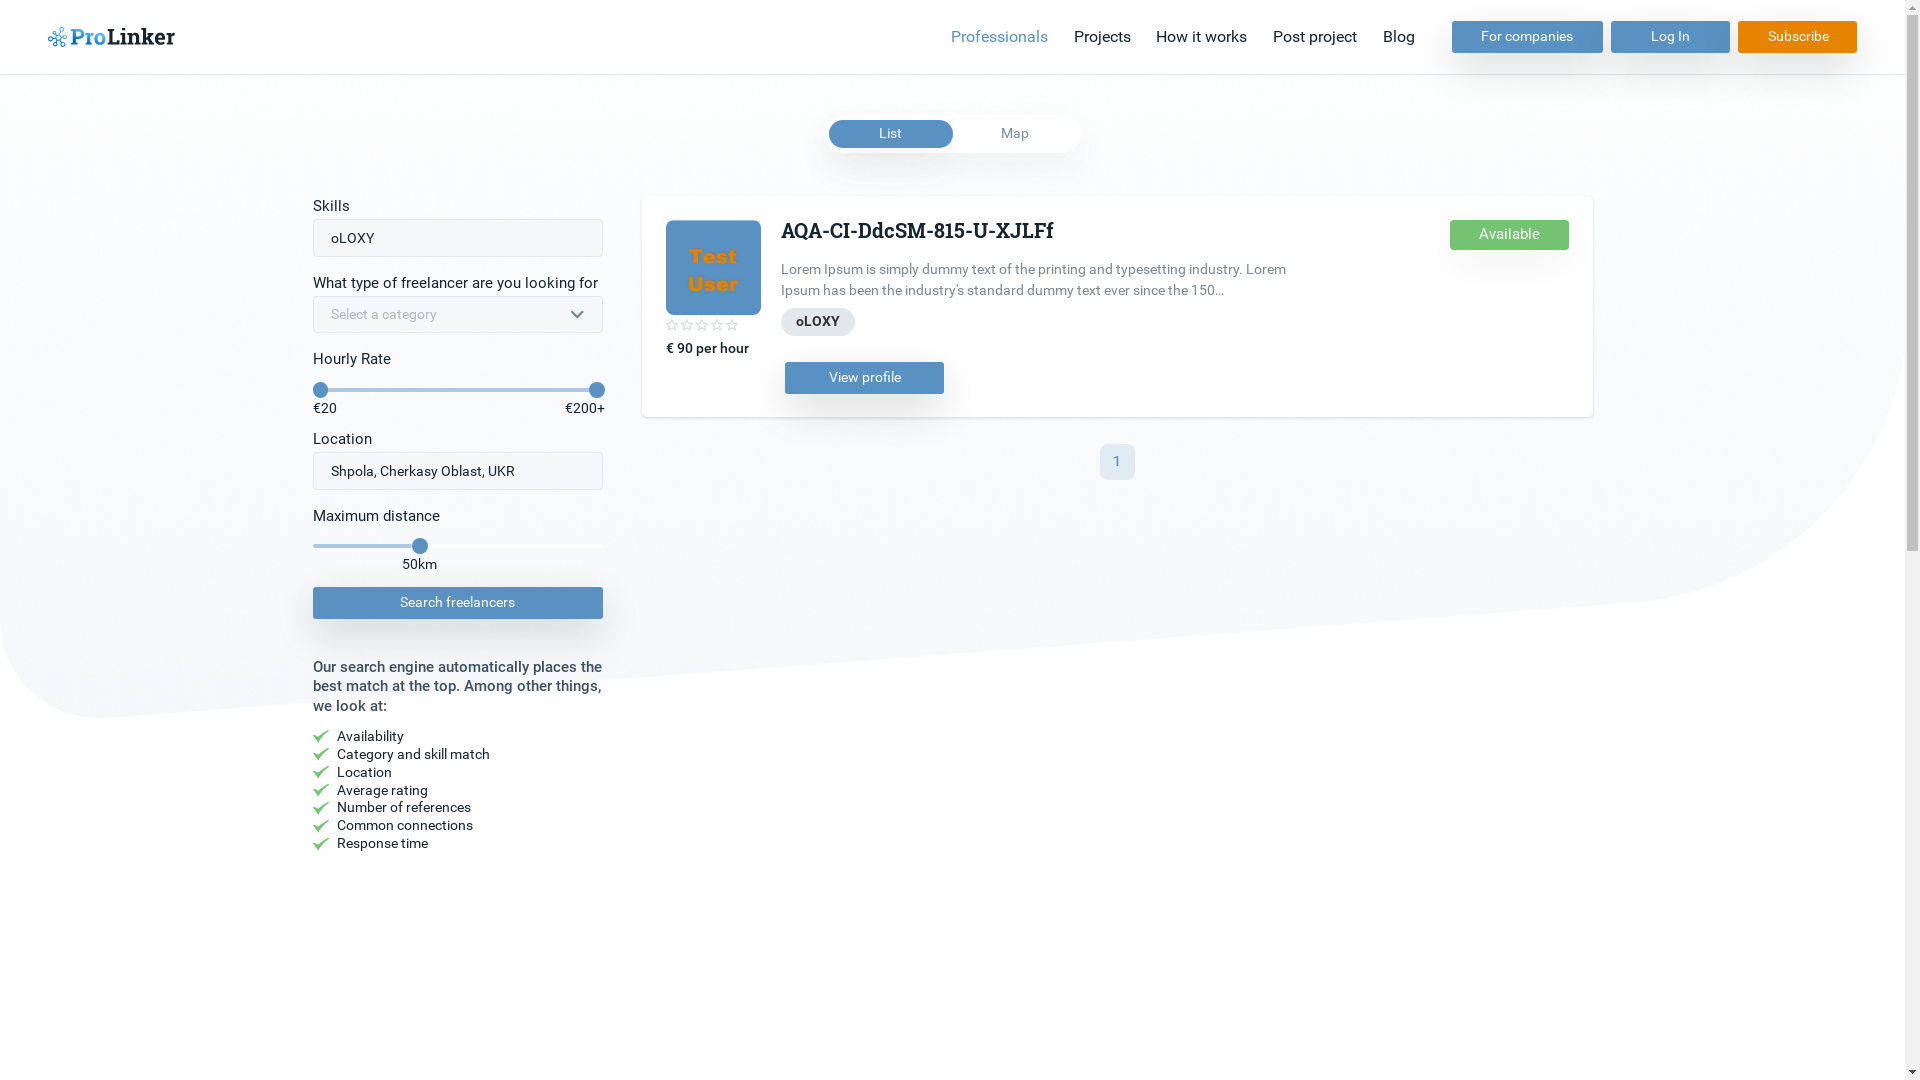 ProLinker
Professionals
Projects
How it works
Post project
Blog
For companies
Log In
Subscribe
List
Map
Skills
oLOXY
What type of freelancer are you looking for
Select a category
Hourly Rate
€20
€200+
Location
Shpola, Cherkasy Oblast, UKR
Maximum distance
50km
Search freelancers
Our search engine automatically places the
best match at the top. Among other things,
we look at:
Availability
Category and skill match
Location
Average rating
Number of references
Common connections
Response time
Test
User
€ 90 per hour
AQA-CI-DdcSM-815-U-XJLFf
Available
Lorem Ipsum is simply dummy text of the printing and typesetting industry. Lorem
Ipsum has been the industry's standard dummy text ever since the 150...
oLOXY
View profile
1